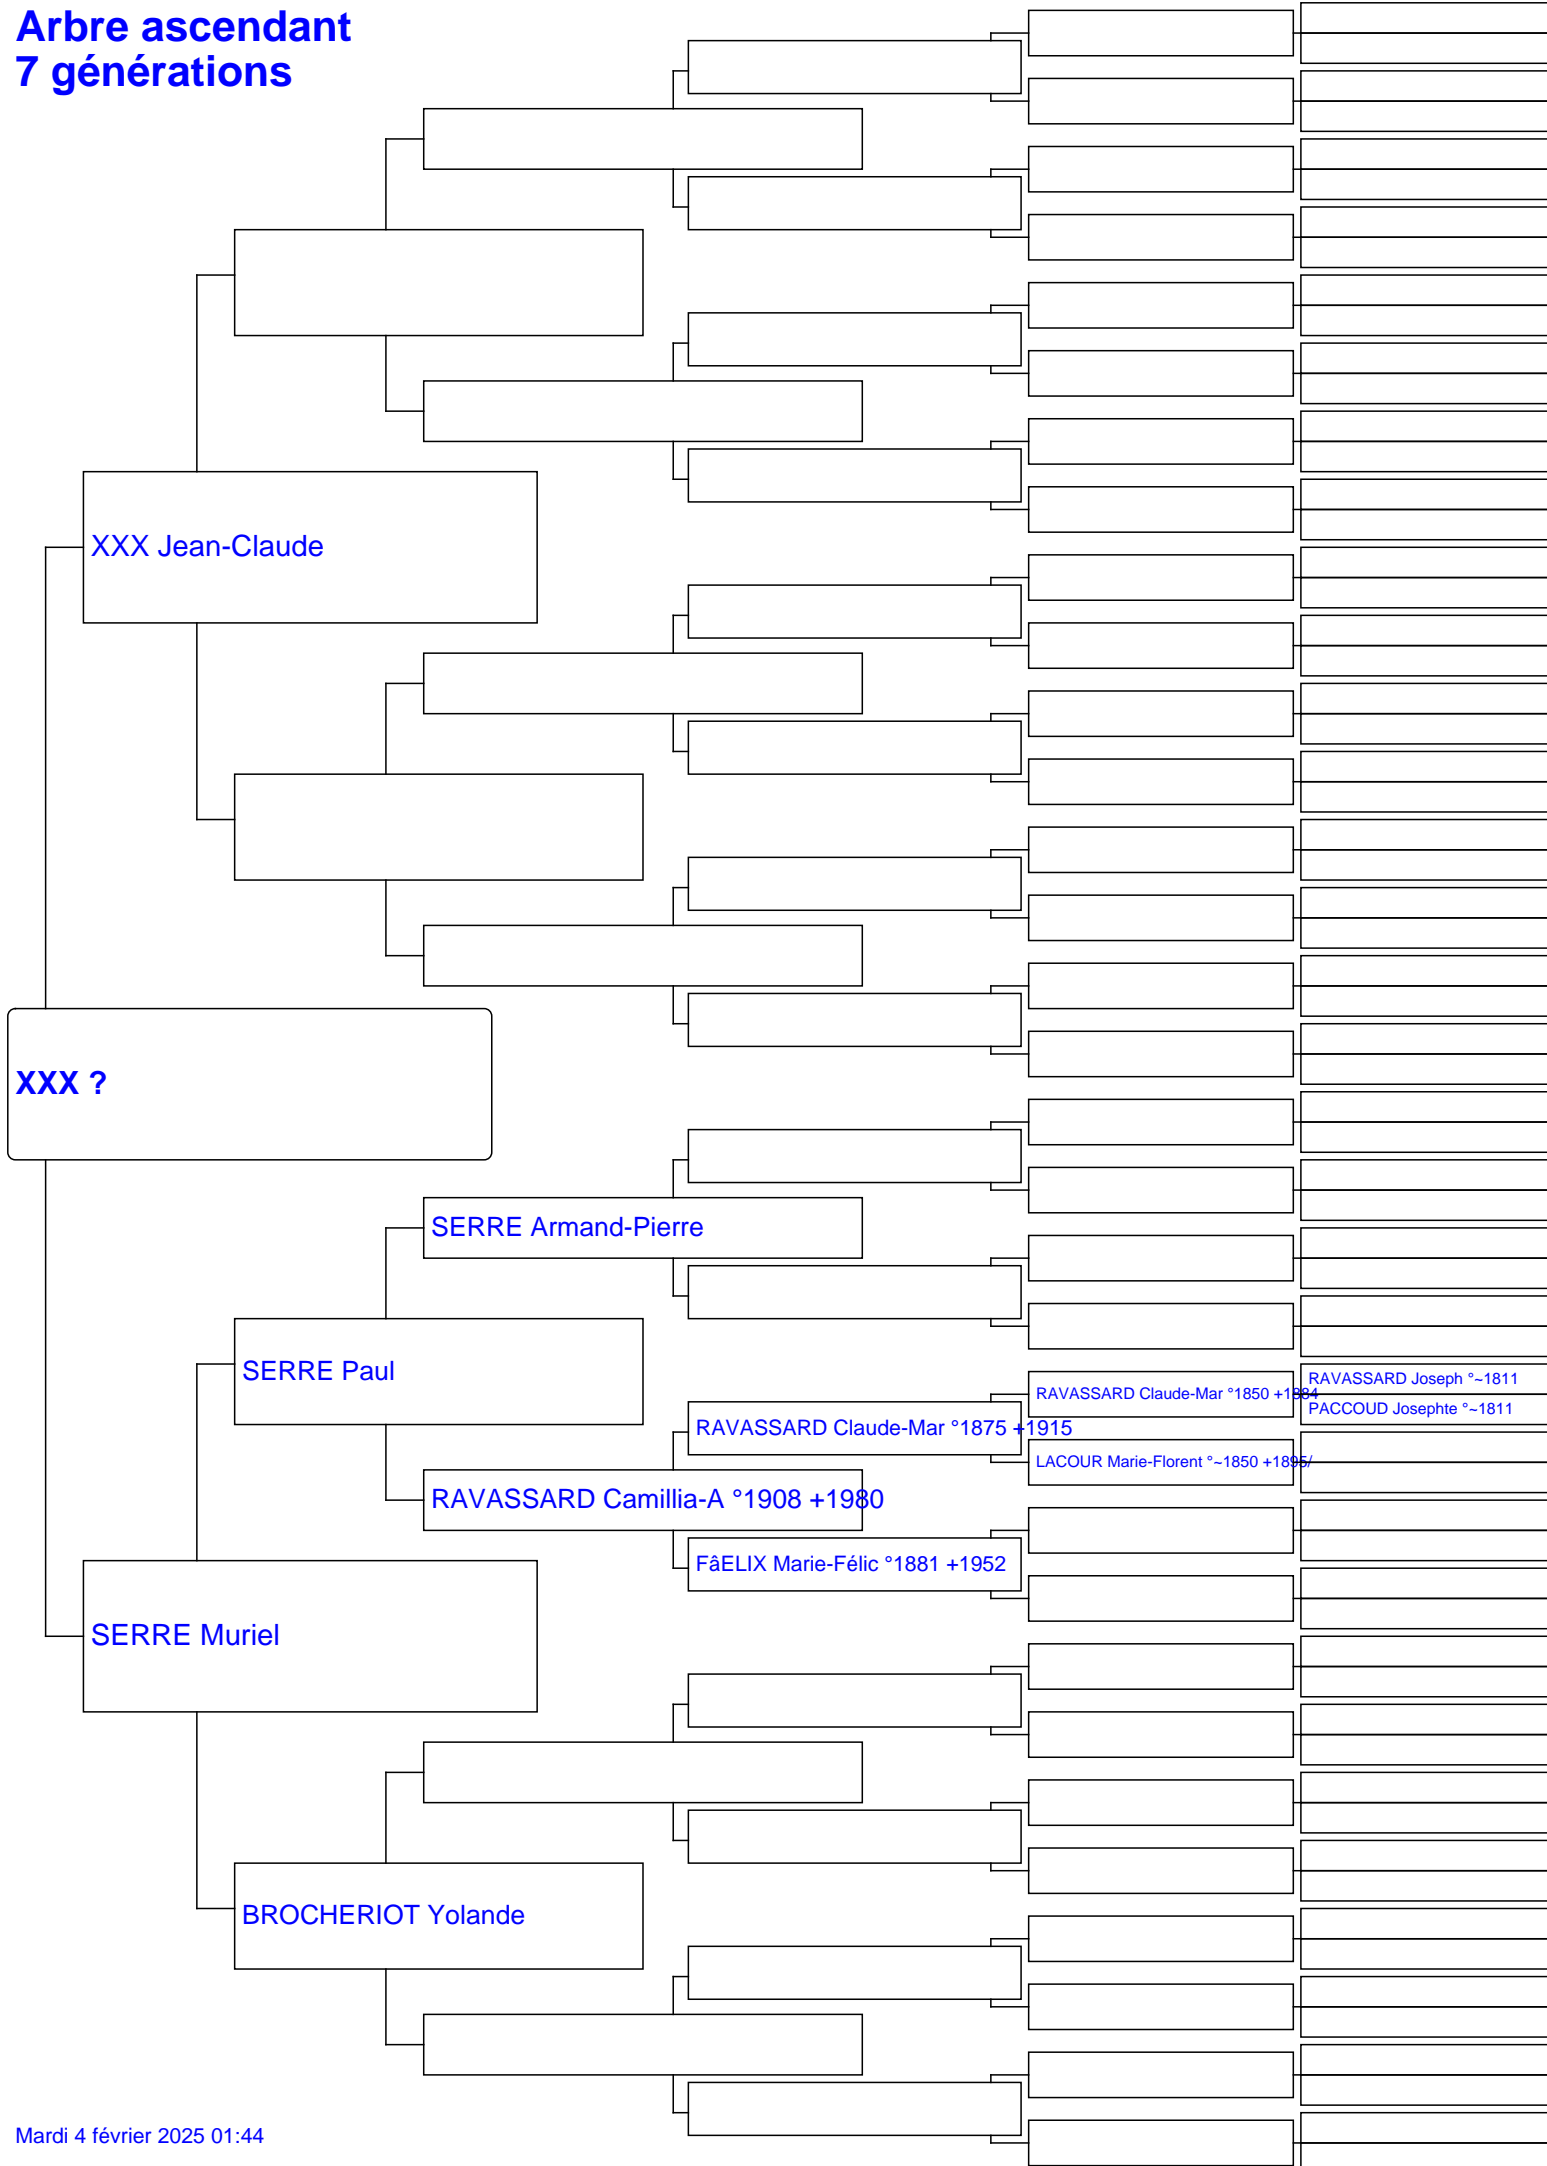 Arbre ascendant
7 générations
XXX Jean-Claude
XXX ?
SERRE Armand-Pierre
SERRE Paul
RAVASSARD Joseph °~1811
RAVASSARD Claude-Mar °1850 +1884
PACCOUD Josephte °~1811
RAVASSARD Claude-Mar °1875 +1915
LACOUR Marie-Florent °~1850 +1895/
RAVASSARD Camillia-A °1908 +1980
FâELIX Marie-Félic °1881 +1952
SERRE Muriel
BROCHERIOT Yolande
Mardi 4 février 2025 01:44